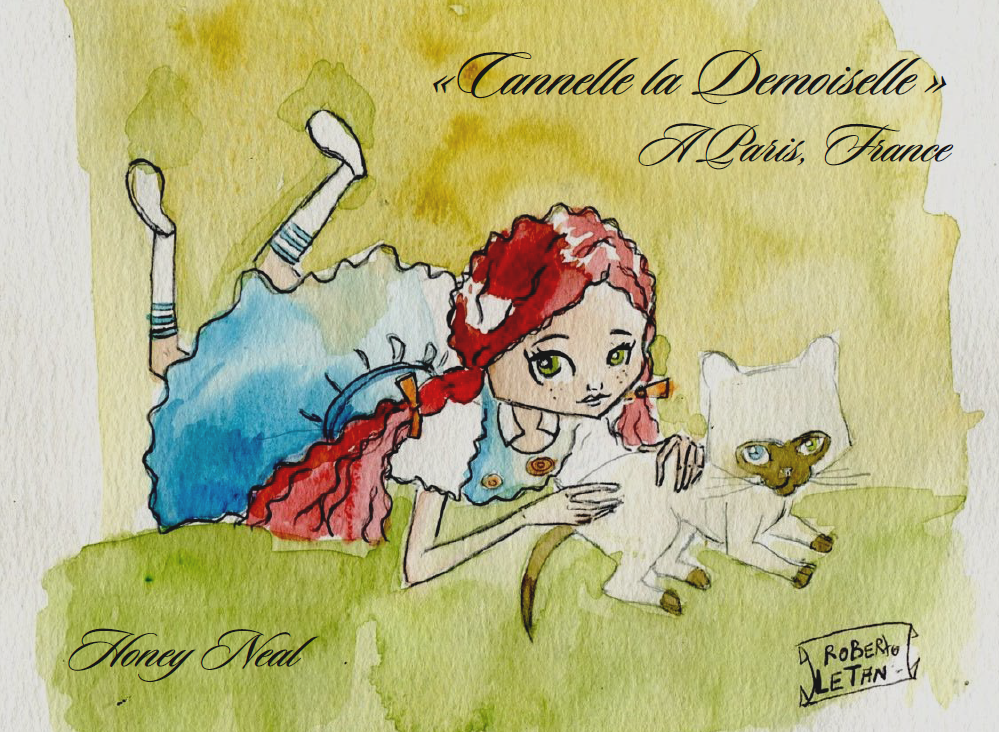 « Cannelle la Demoiselle »
A Paris, France
Honey Neal
ROBERTO
LETAN